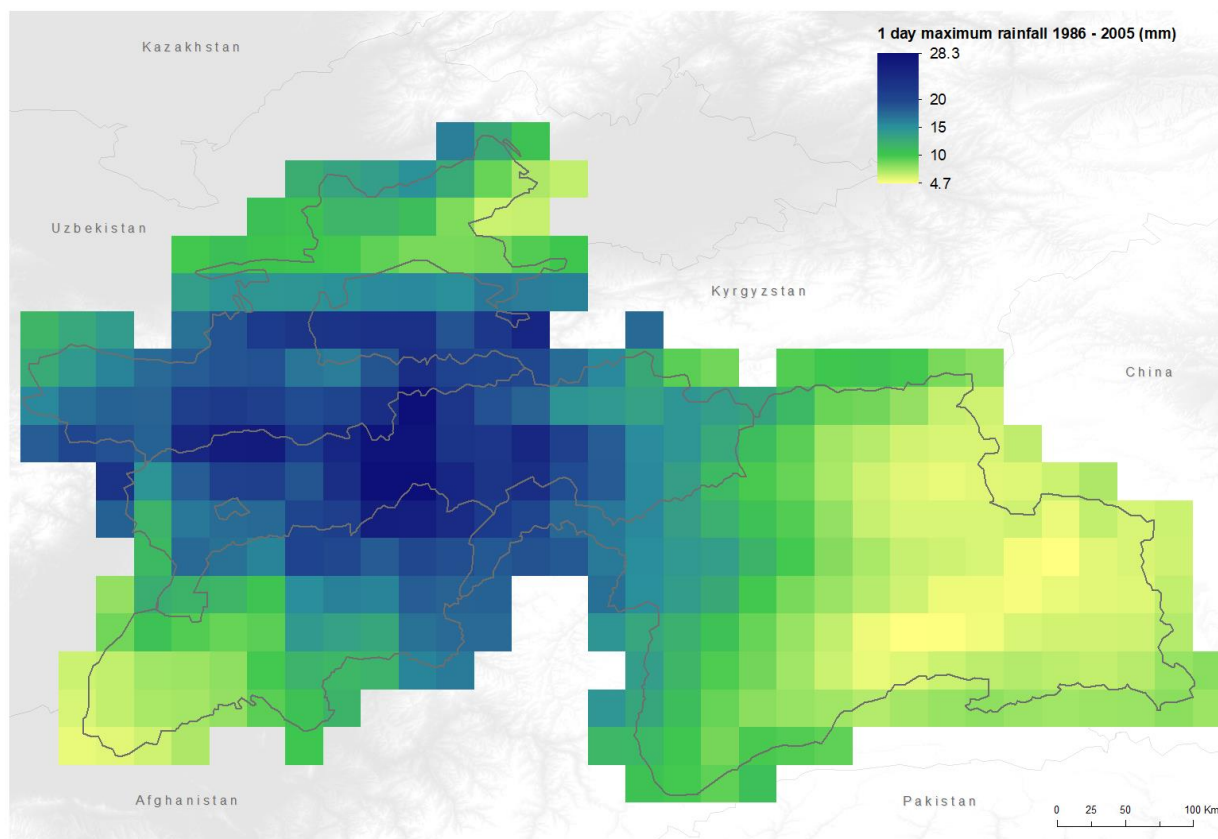 Kazakhstan
1 day maximum rainfall 1986 - 2005 (mm)
28.3
20
15
10
4.7
Uzbekistan
Kyrgyzstan
China
Afghanistan
Pakistan
0 25 50 100 Km